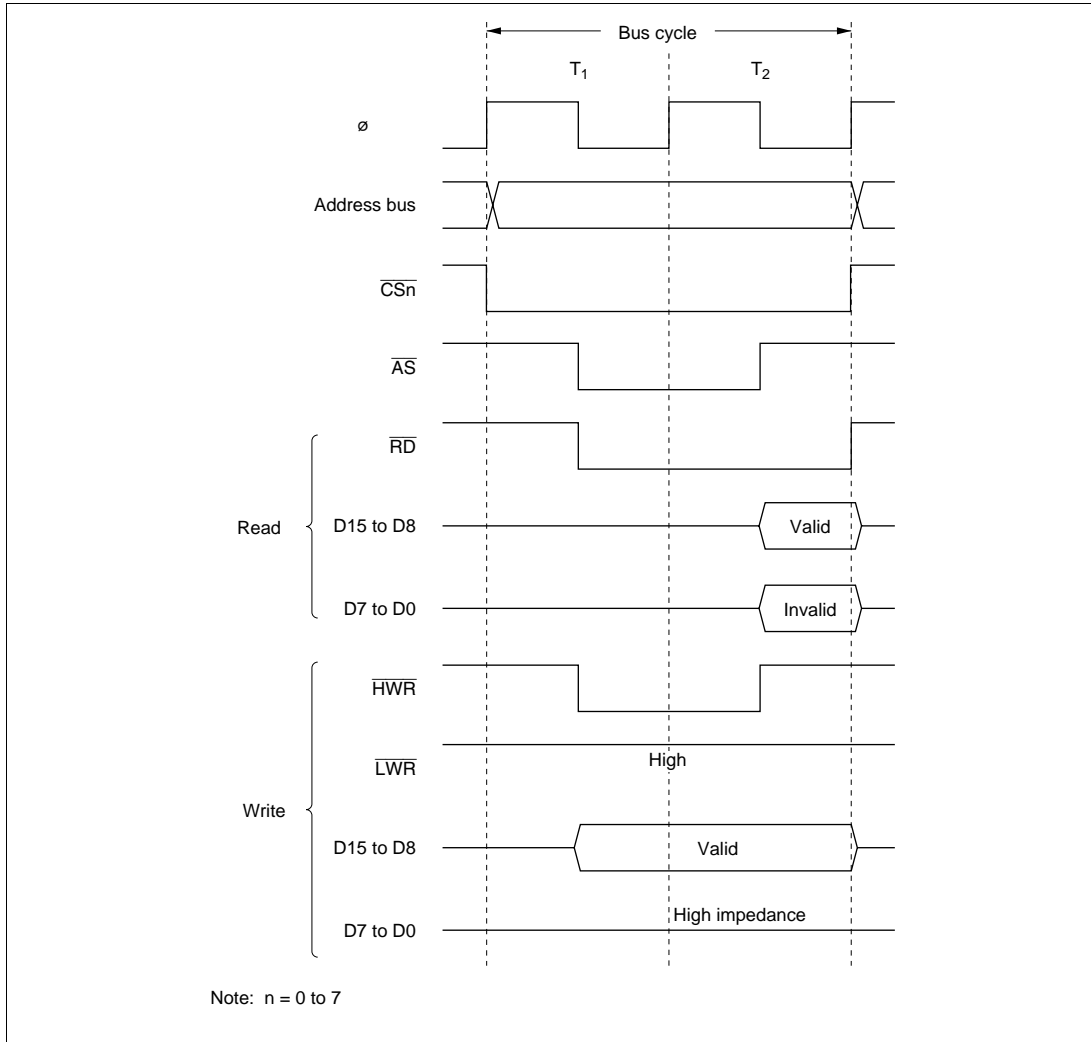 Bus cycle
T1 T2
ø
Address bus
CSn
AS
RD
Read
D15 to D8 Valid
D7 to D0 Invalid
HWR
LWR High
Write
D15 to D8 Valid
D7 to D0 High impedance
Note: n = 0 to 7